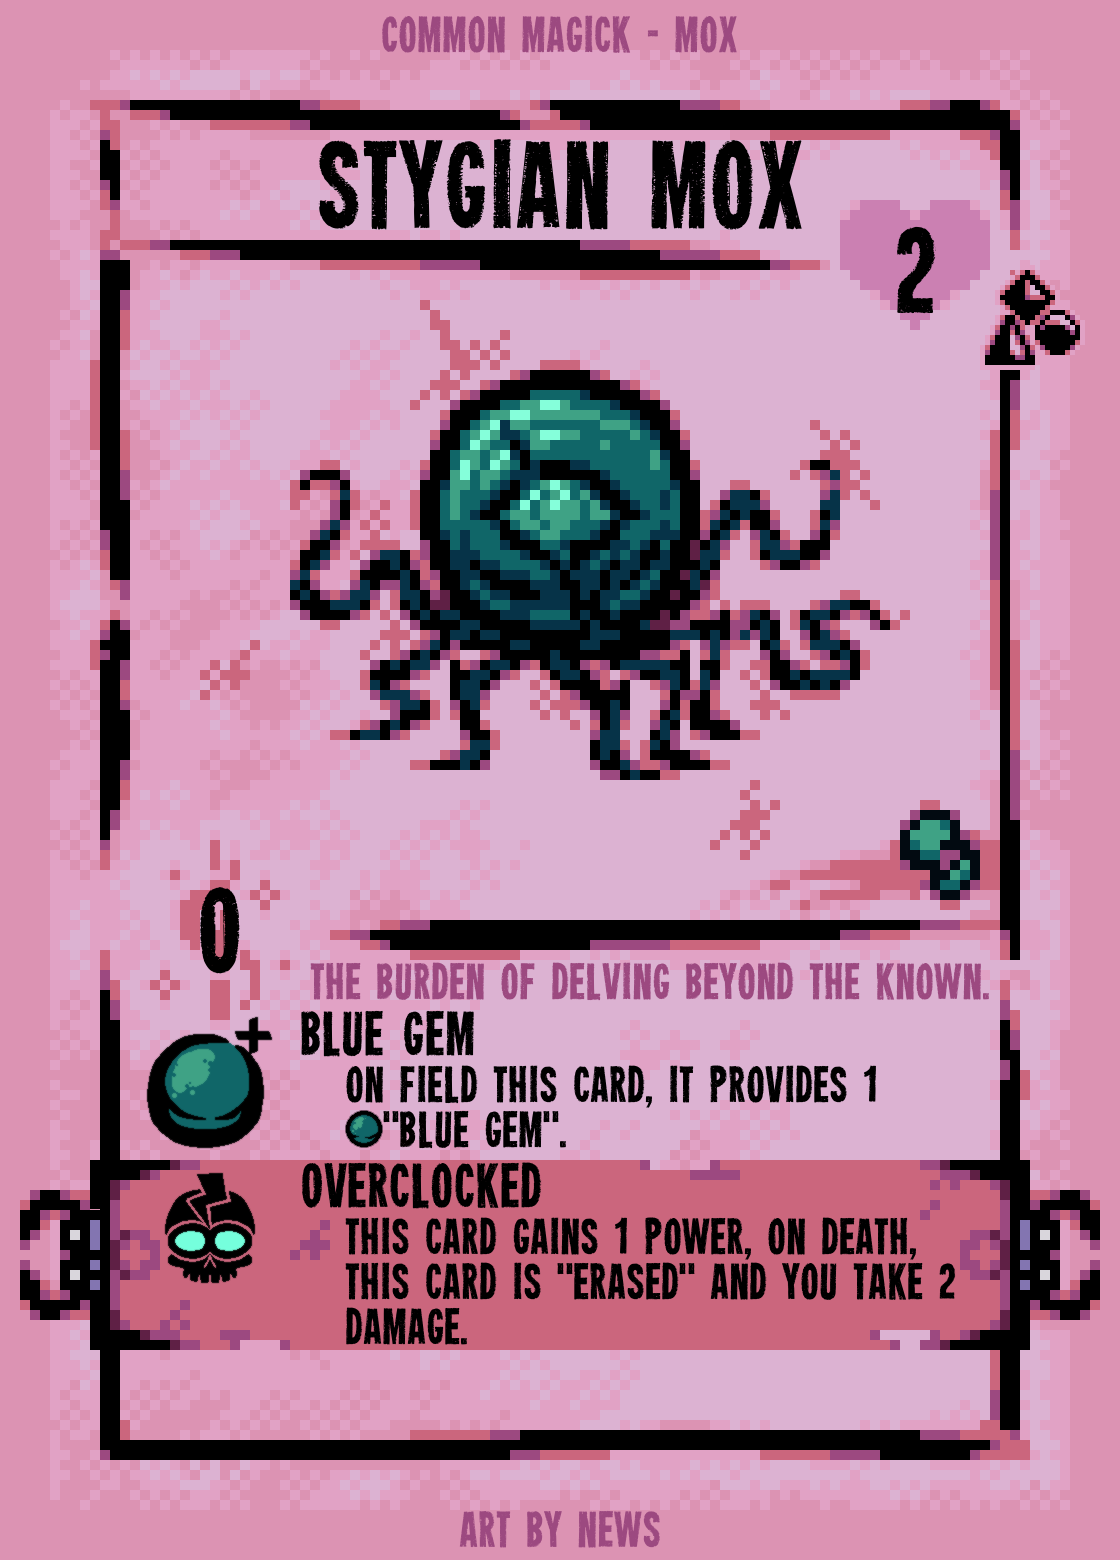 COMMON MAGICK - MOX
STYGIAN MOX
2
0
THE BURDEN OF DELVING BEYOND THE KNOWN.
BLUE GEM
ON FIELD THIS CARD, IT PROVIDES 1
"BLUE GEM".
OVERCLOCKED
THIS CARD GAINS 1 POWER, ON DEATH,
THIS CARD IS "ERASED" AND YOU TAKE 2
DAMAGE.
ART BY NEWS